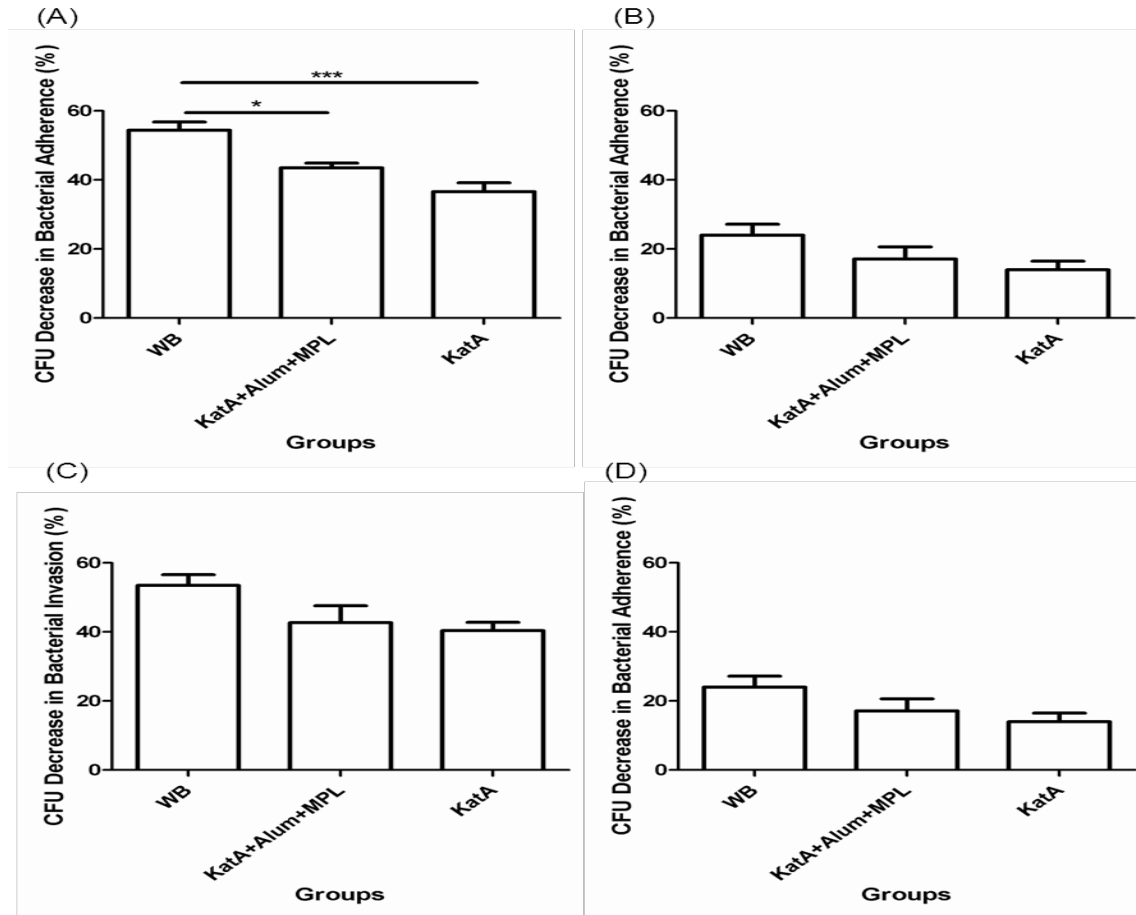 (A)
CFU Decrease in Bacterial Adherence (%)
***
*
60
40
20
0
WB
KatA+Alum+MPL
KatA
Groups
(B)
CFU Decrease in Bacterial Adherence (%)
60
40
20
0
WB
KatA+Alum+MPL
KatA
Groups
(C)
CFU Decrease in Bacterial Invasion (%)
60
40
20
0
WB
KatA+Alum+MPL
KatA
Groups
(D)
CFU Decrease in Bacterial Adherence (%)
60
40
20
0
WB
KatA+Alum+MPL
KatA
Groups